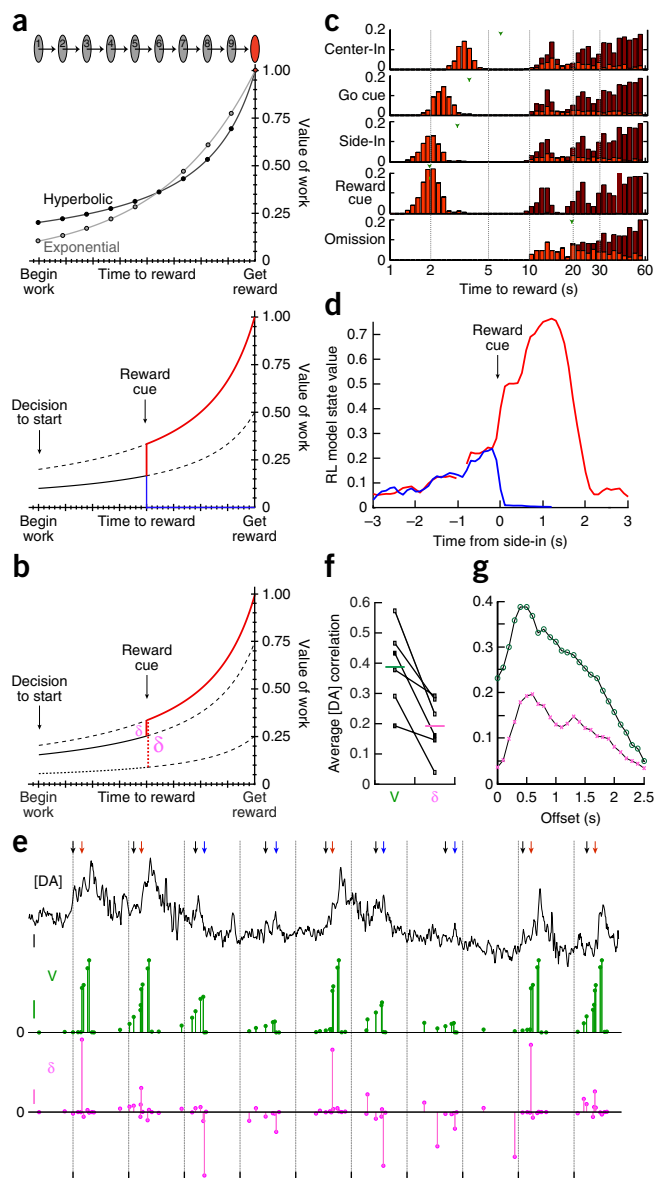 a
1 2 3 4 5 6 7 8 9
1.00
0.75
0.50
0.25
0
Value of work
Hyperbolic
Exponential
Begin work
Time to reward
Get reward
1.00
0.75
0.50
0.25
0
Value of work
Reward cue
Decision to start
Begin work
Time to reward
Get reward
b
1.00
0.75
0.50
0.25
0
Value of work
Reward cue
Decision to start
δ
δ
Begin work
Time to reward
Get reward
c
Center-In
0.2
0
Go cue
0.2
0
Side-In
0.2
0
Reward cue
0.2
0
Omission
0.2
0
1 2 5 10 20 30 60
Time to reward (s)
d
0.7
0.6
0.5
0.4
0.3
0.2
0.1
0
RL model state value
Reward cue
−3 −2 −1 0 1 2 3
Time from side-in (s)
f
0.6
0.5
0.4
0.3
0.2
0.1
0
Average [DA] correlation
V δ
g
0.4
0.3
0.2
0.1
0
0 0.5 1.0 1.5 2.0 2.5
Offset (s)
e
[DA]
V
0
δ
0